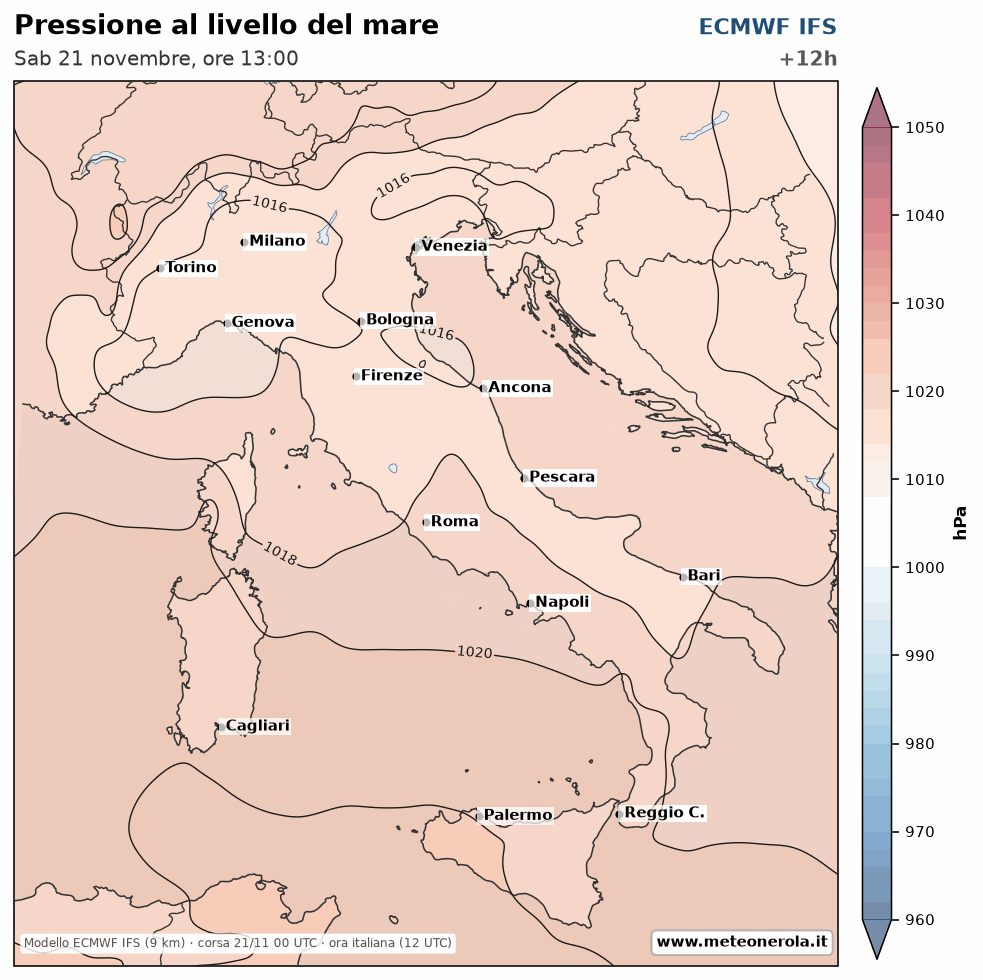 Pressione al livello del mare
ECMWF IFS
Sab 21 novembre, ore 13:00
+12h
1016
1016
Milano
Venezia
Torino
Genova
Bologna
1016
Firenze
Ancona
Pescara
Roma
1018
Bari
Napoli
1020
Cagliari
Palermo
Reggio C.
1050
1040
1030
1020
1010
1000
990
980
970
960
hPa
Modello ECMWF IFS (9 km) · corsa 21/11 00 UTC · ora italiana (12 UTC)
www.meteonerola.it